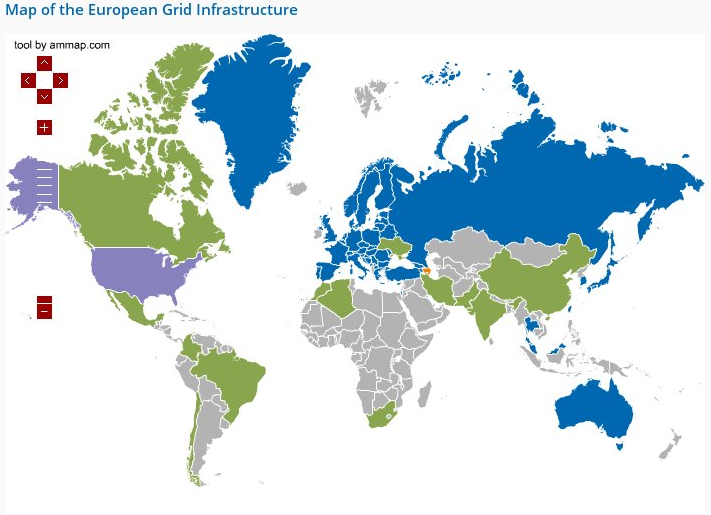 Map of the European Grid Infrastructure
tool by ammap.com